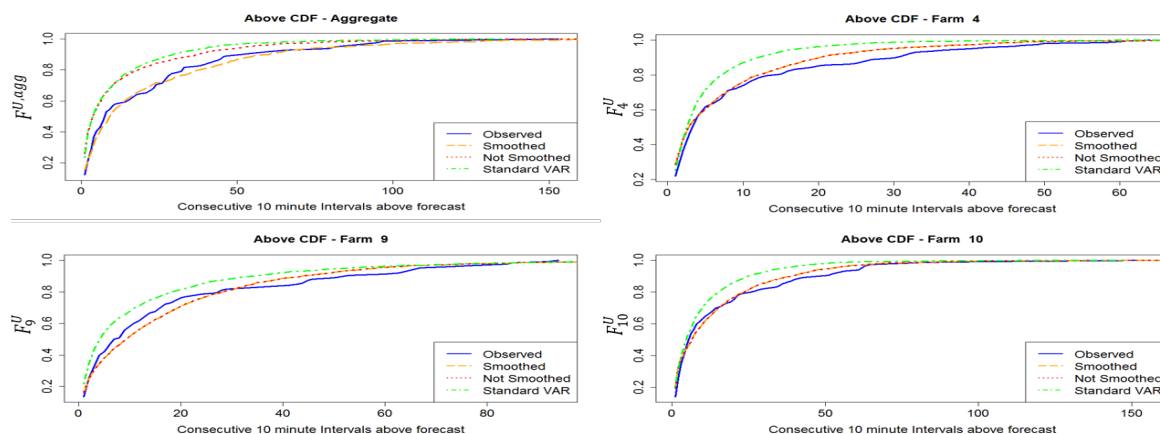 Above CDF - Aggregate
F^{U,agg}
1.0
0.8
0.6
0.4
0.2
Observed
Smoothed
Not Smoothed
Standard VAR
0 50 100 150
Consecutive 10 minute Intervals above forecast
Above CDF - Farm 4
F_4^U
1.0
0.8
0.6
0.4
0.2
Observed
Smoothed
Not Smoothed
Standard VAR
0 10 20 30 40 50 60
Consecutive 10 minute Intervals above forecast
Above CDF - Farm 9
F_9^U
1.0
0.8
0.6
0.4
0.2
Observed
Smoothed
Not Smoothed
Standard VAR
0 20 40 60 80
Consecutive 10 minute Intervals above forecast
Above CDF - Farm 10
F_10^U
1.0
0.8
0.6
0.4
0.2
Observed
Smoothed
Not Smoothed
Standard VAR
0 50 100 150
Consecutive 10 minute Intervals above forecast